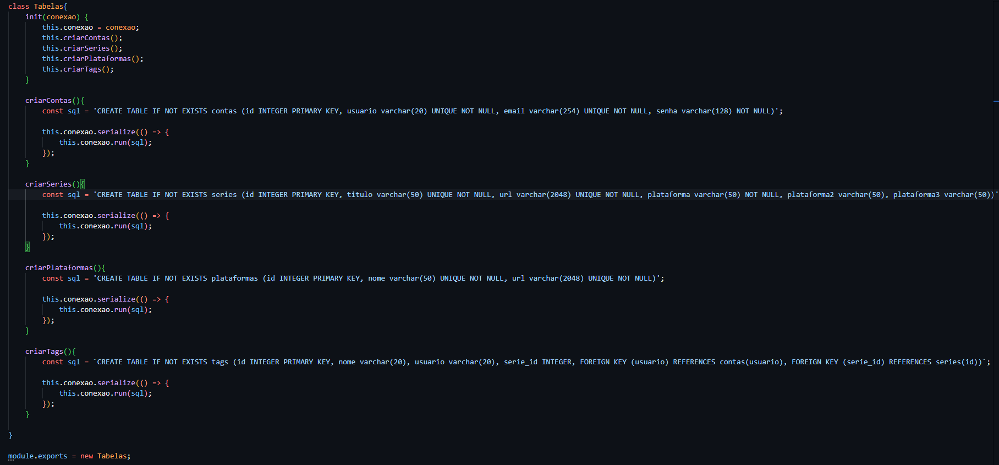 class Tabelas{
    init(conexao) {
        this.conexao = conexao;
        this.criarContas();
        this.criarSeries();
        this.criarPlataformas();
        this.criarTags();
    }

    criarContas(){
        const sql = 'CREATE TABLE IF NOT EXISTS contas (id INTEGER PRIMARY KEY, usuario varchar(20) UNIQUE NOT NULL, email varchar(254) UNIQUE NOT NULL, senha varchar(128) NOT NULL)';

        this.conexao.serialize(() => {
            this.conexao.run(sql);
        });
    }

    criarSeries(){
        const sql = 'CREATE TABLE IF NOT EXISTS series (id INTEGER PRIMARY KEY, titulo varchar(50) UNIQUE NOT NULL, url varchar(2048) UNIQUE NOT NULL, plataforma varchar(50) NOT NULL, plataforma2 varchar(50), plataforma3 varchar(50))'

        this.conexao.serialize(() => {
            this.conexao.run(sql);
        });
    }

    criarPlataformas(){
        const sql = 'CREATE TABLE IF NOT EXISTS plataformas (id INTEGER PRIMARY KEY, nome varchar(50) UNIQUE NOT NULL, url varchar(2048) UNIQUE NOT NULL)';

        this.conexao.serialize(() => {
            this.conexao.run(sql);
        });
    }

    criarTags(){
        const sql = `CREATE TABLE IF NOT EXISTS tags (id INTEGER PRIMARY KEY, nome varchar(20), usuario varchar(20), serie_id INTEGER, FOREIGN KEY (usuario) REFERENCES contas(usuario), FOREIGN KEY (serie_id) REFERENCES series(id))`;

        this.conexao.serialize(() => {
            this.conexao.run(sql);
        });
    }

}

module.exports = new Tabelas;